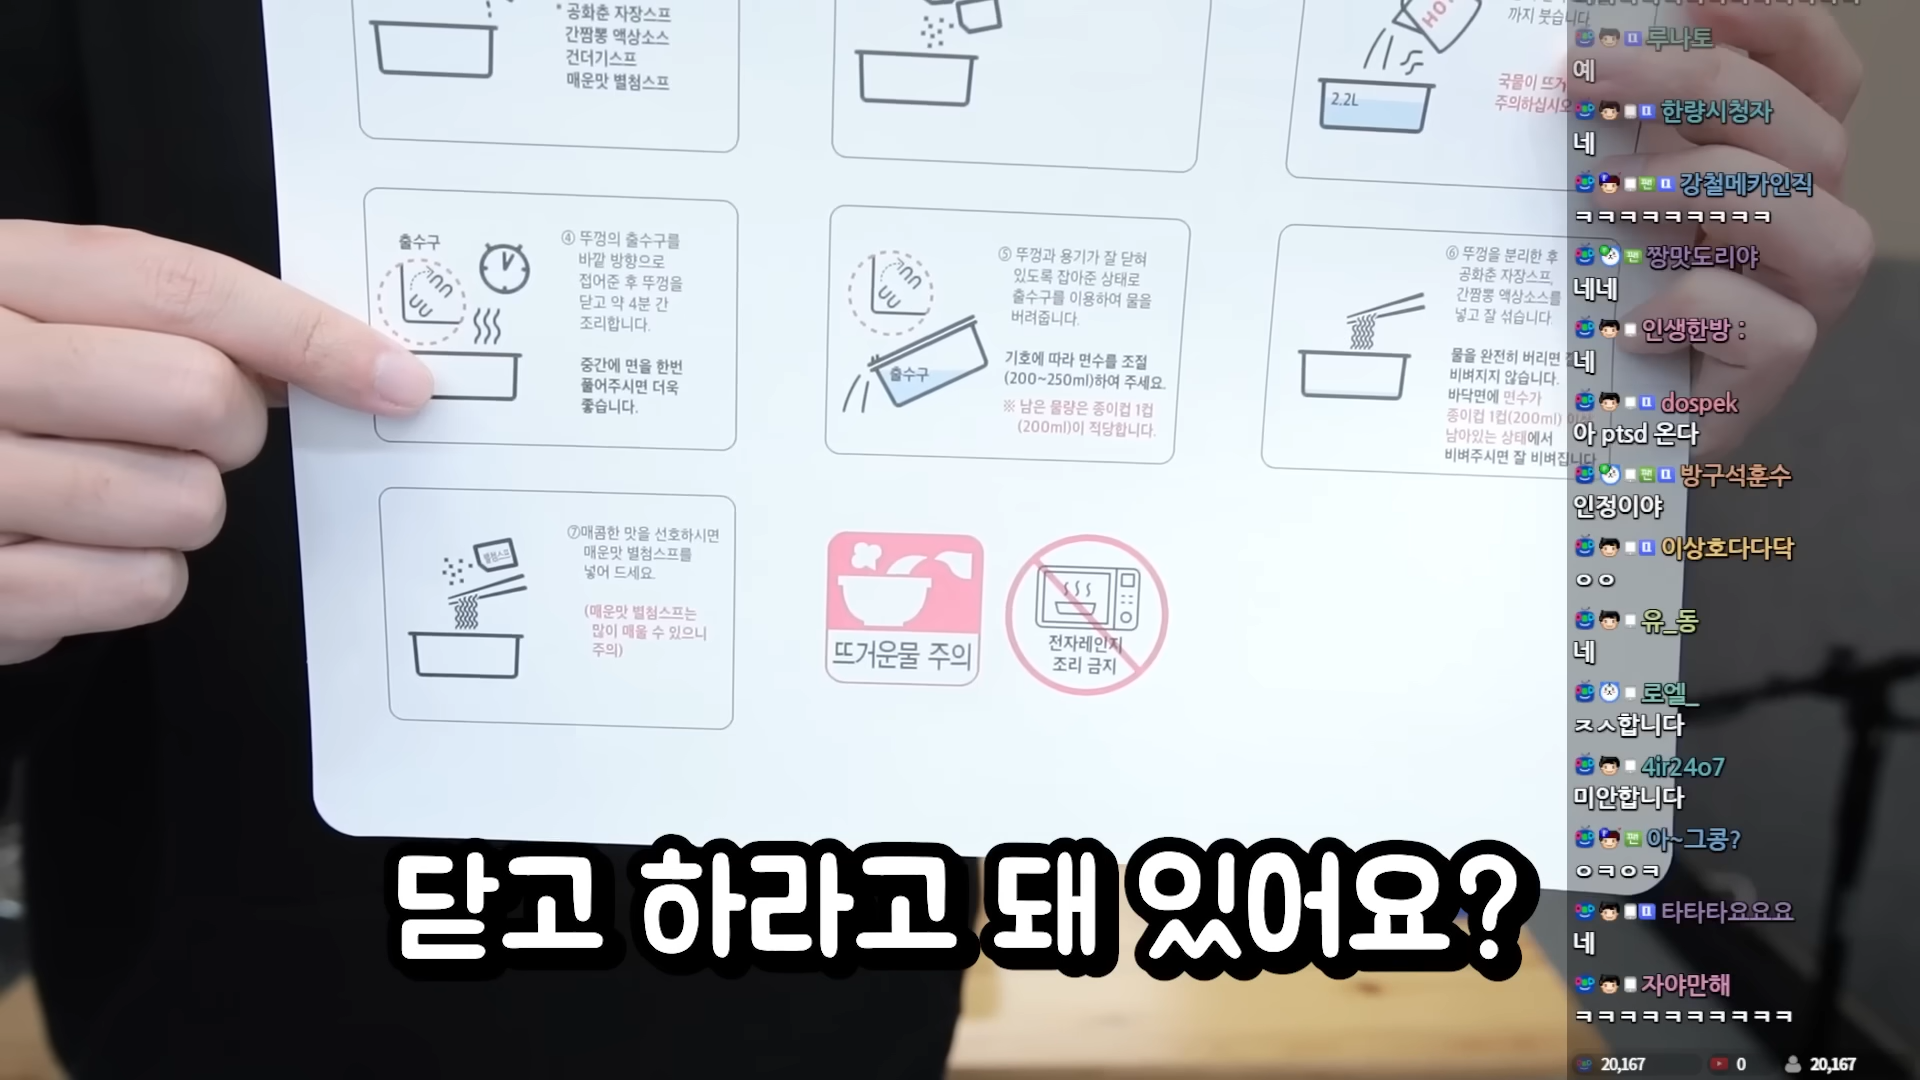 * 공화춘 자장스프
간짬뽕 액상소스
건더기스프
매운맛 별첨스프
HOT
까지 붓습니다
2.2L
국물이 뜨거
주의하십시오
출수구
④ 뚜껑의 출수구를
바깥 방향으로
접어준 후 뚜껑을
닫고 약 4분 간
조리합니다.
중간에 면을 한번
풀어주시면 더욱
좋습니다.
출수구
⑤ 뚜껑과 용기가 잘 닫혀
있도록 잡아준 상태로
출수구를 이용하여 물을
버려줍니다.
기호에 따라 면수를 조절
(200~250ml)하여 주세요.
※ 남은 물량은 종이컵 1컵
(200ml)이 적당합니다.
⑥ 뚜껑을 분리한 후
공화춘 자장스프,
간짬뽕 액상소스를
넣고 잘 섞습니다.
물을 완전히 버리면
비벼지지 않습니다.
바닥면에 면수가
종이컵 1컵(200ml)
남아있는 상태에서
비벼주시면 잘 비벼집니다
별첨스프
⑦매콤한 맛을 선호하시면
매운맛 별첨스프를
넣어 드세요.
(매운맛 별첨스프는
많이 매울 수 있으니
주의)
뜨거운물 주의
전자레인지
조리 금지
닫고 하라고 돼 있어요?
루나토
예
한량시청자
네
팬 강철메카인직
ㅋㅋㅋㅋㅋㅋㅋㅋㅋ
팬 짱맛도리야
네네
인생한방 :
네
dospek
아 ptsd 온다
팬 방구석훈수
인정이야
이상호다다닥
ㅇㅇ
유_동
네
로엘_
ㅈㅅ합니다
4ir24o7
미안합니다
팬 아~그콩?
ㅇㅋㅇㅋ
타타타요요요
네
자야만해
ㅋㅋㅋㅋㅋㅋㅋㅋㅋㅋ
20,167 0 20,167